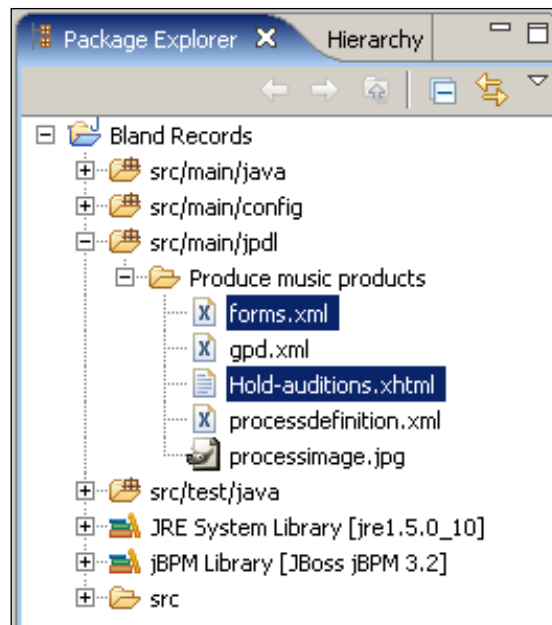 Package Explorer Hierarchy
Bland Records
src/main/java
src/main/config
src/main/jpdl
Produce music products
forms.xml
gpd.xml
Hold-auditions.xhtml
processdefinition.xml
processimage.jpg
src/test/java
JRE System Library [jre1.5.0_10]
jBPM Library [JBoss jBPM 3.2]
src